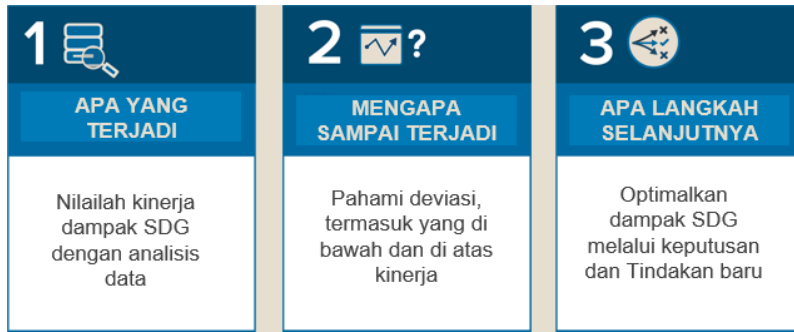 1
APA YANG
TERJADI
Nilailah kinerja
dampak SDG
dengan analisis
data
2 ?
MENGAPA
SAMPAI TERJADI
Pahami deviasi,
termasuk yang di
bawah dan di atas
kinerja
3
APA LANGKAH
SELANJUTNYA
Optimalkan
dampak SDG
melalui keputusan
dan Tindakan baru